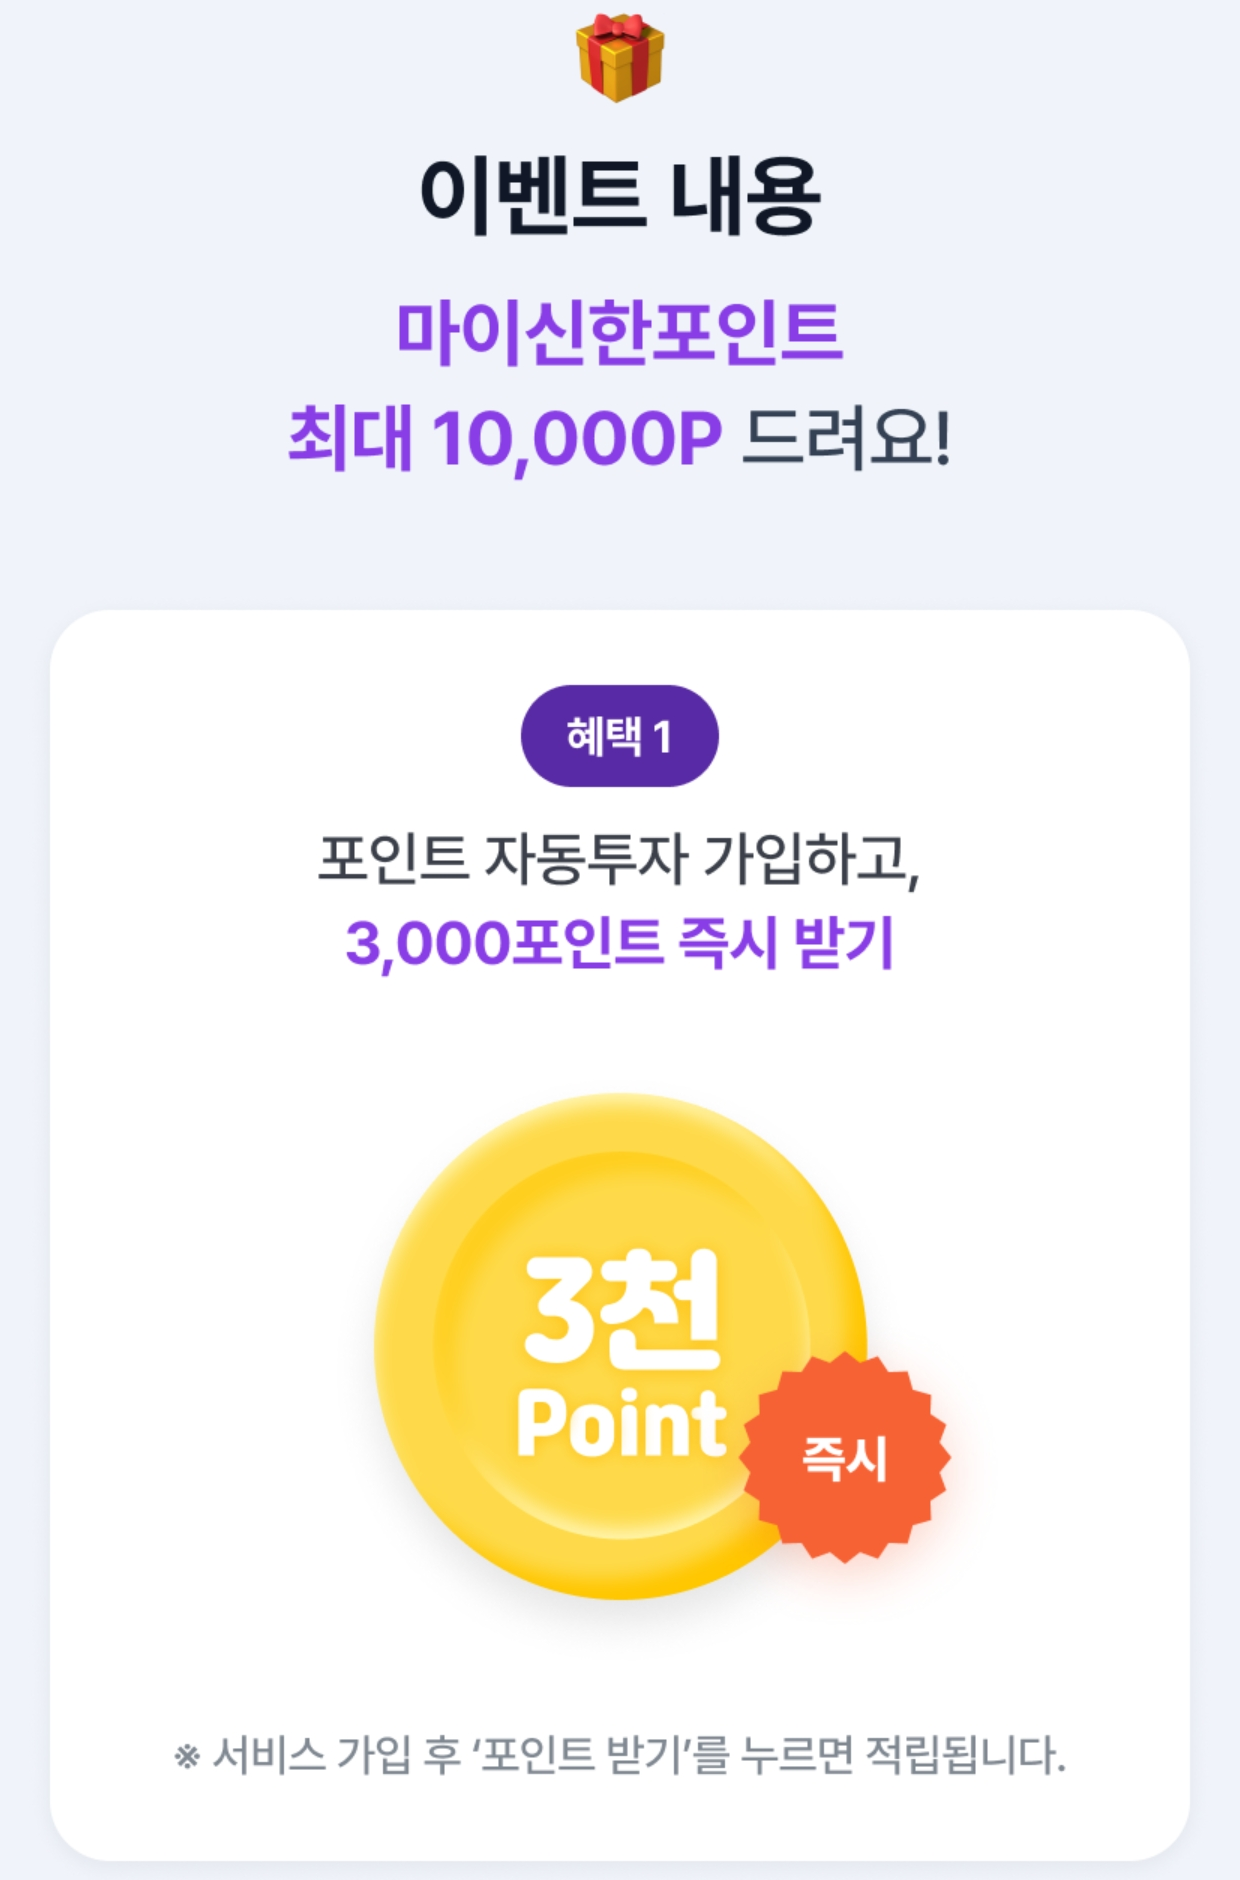 이벤트 내용
마이신한포인트
최대 10,000P 드려요!
혜택 1
포인트 자동투자 가입하고,
3,000포인트 즉시 받기
3천
Point
즉시
※ 서비스 가입 후 ‘포인트 받기’를 누르면 적립됩니다.